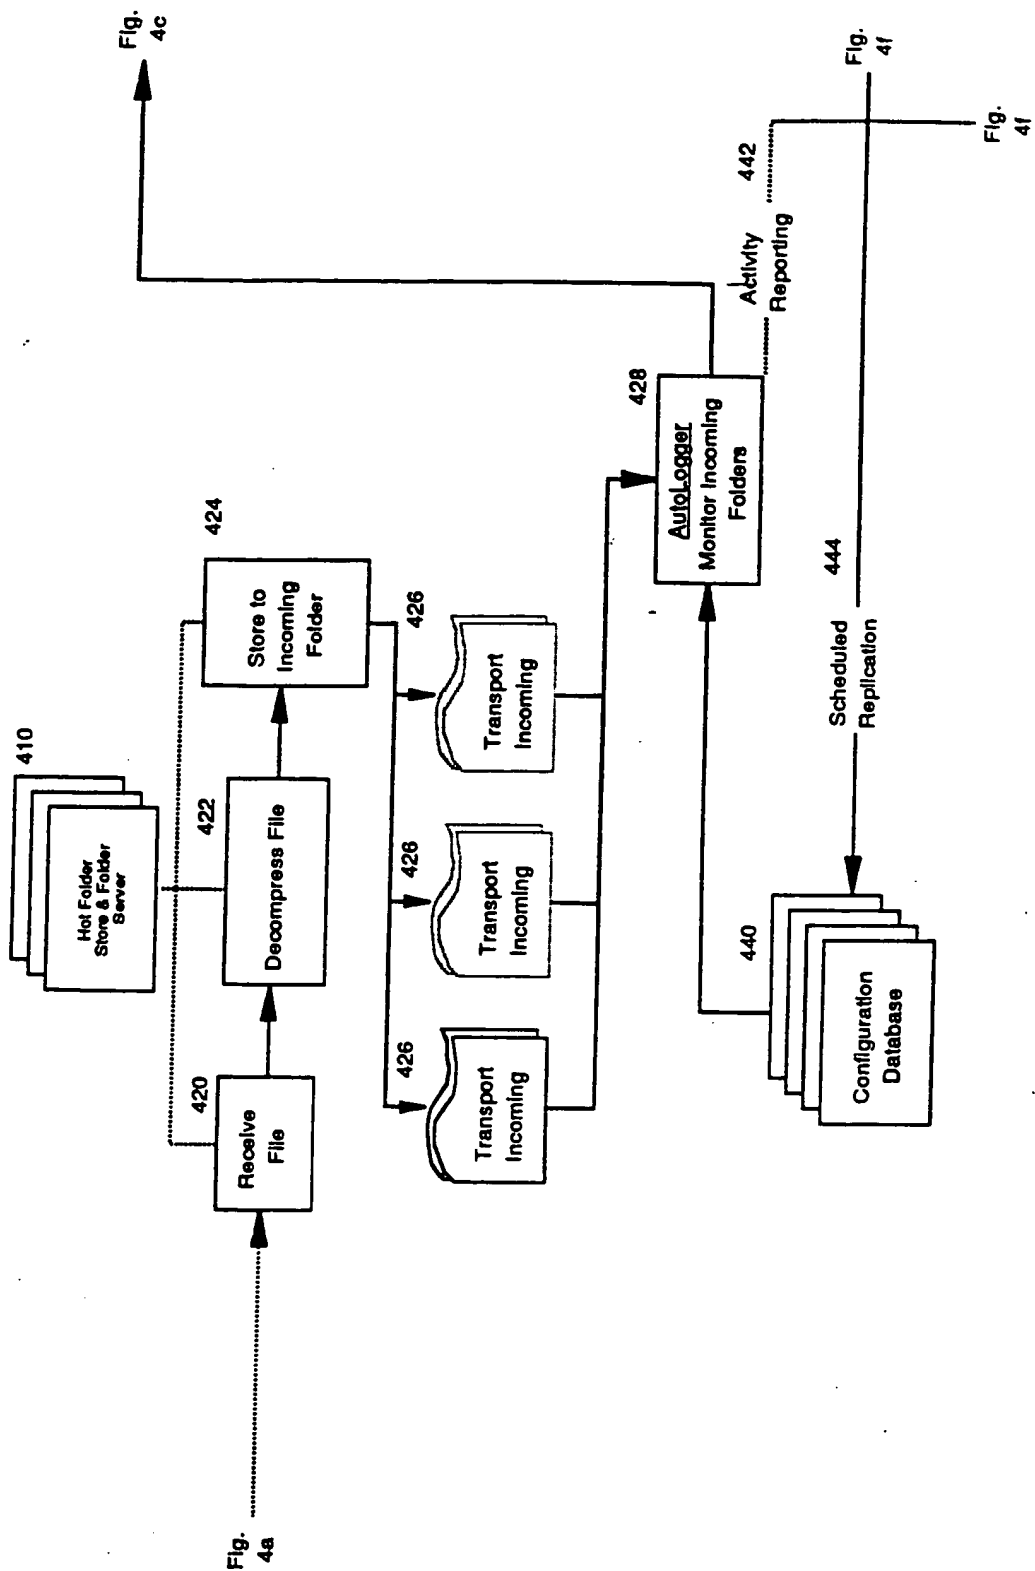 Fig.
4a
410
Hot Folder
Store & Folder
Server
420
Receive
File
422
Decompress File
424
Store to
Incoming
Folder
426
Transport
Incoming
426
Transport
Incoming
426
Transport
Incoming
428
AutoLogger
Monitor Incoming
Folders
Fig.
4c
440
Configuration
Database
Activity
Reporting
442
Scheduled
Replication
444
Fig.
4f
Fig.
4f